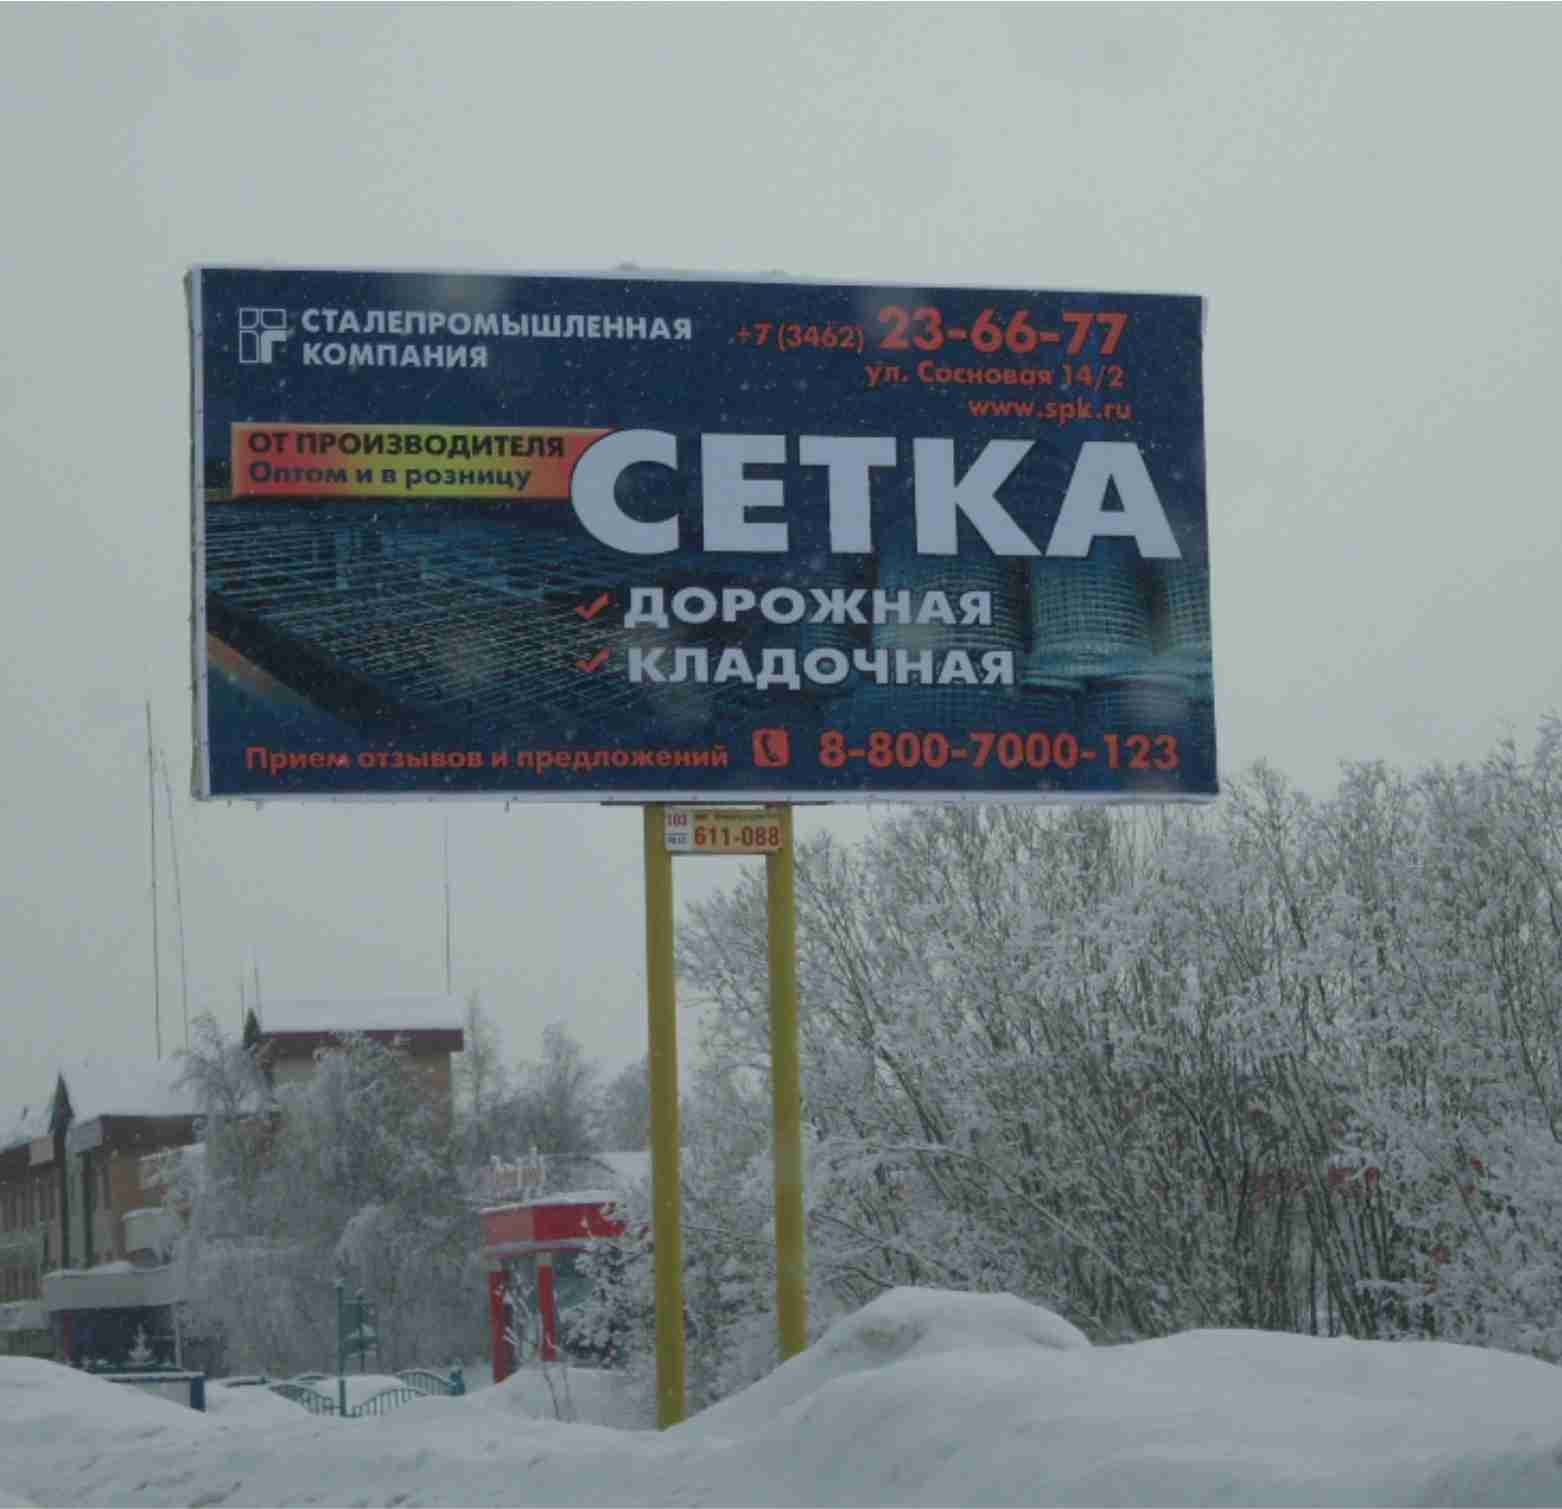 СТАЛЕПРОМЫШЛЕННАЯ
КОМПАНИЯ
+7 (3462) 23-66-77
ул. Сосновая 14/2
www.spk.ru
ОТ ПРОИЗВОДИТЕЛЯ
Оптом и в розницу
СЕТКА
ДОРОЖНАЯ
КЛАДОЧНАЯ
Прием отзывов и предложений 8-800-7000-123
103
611-088